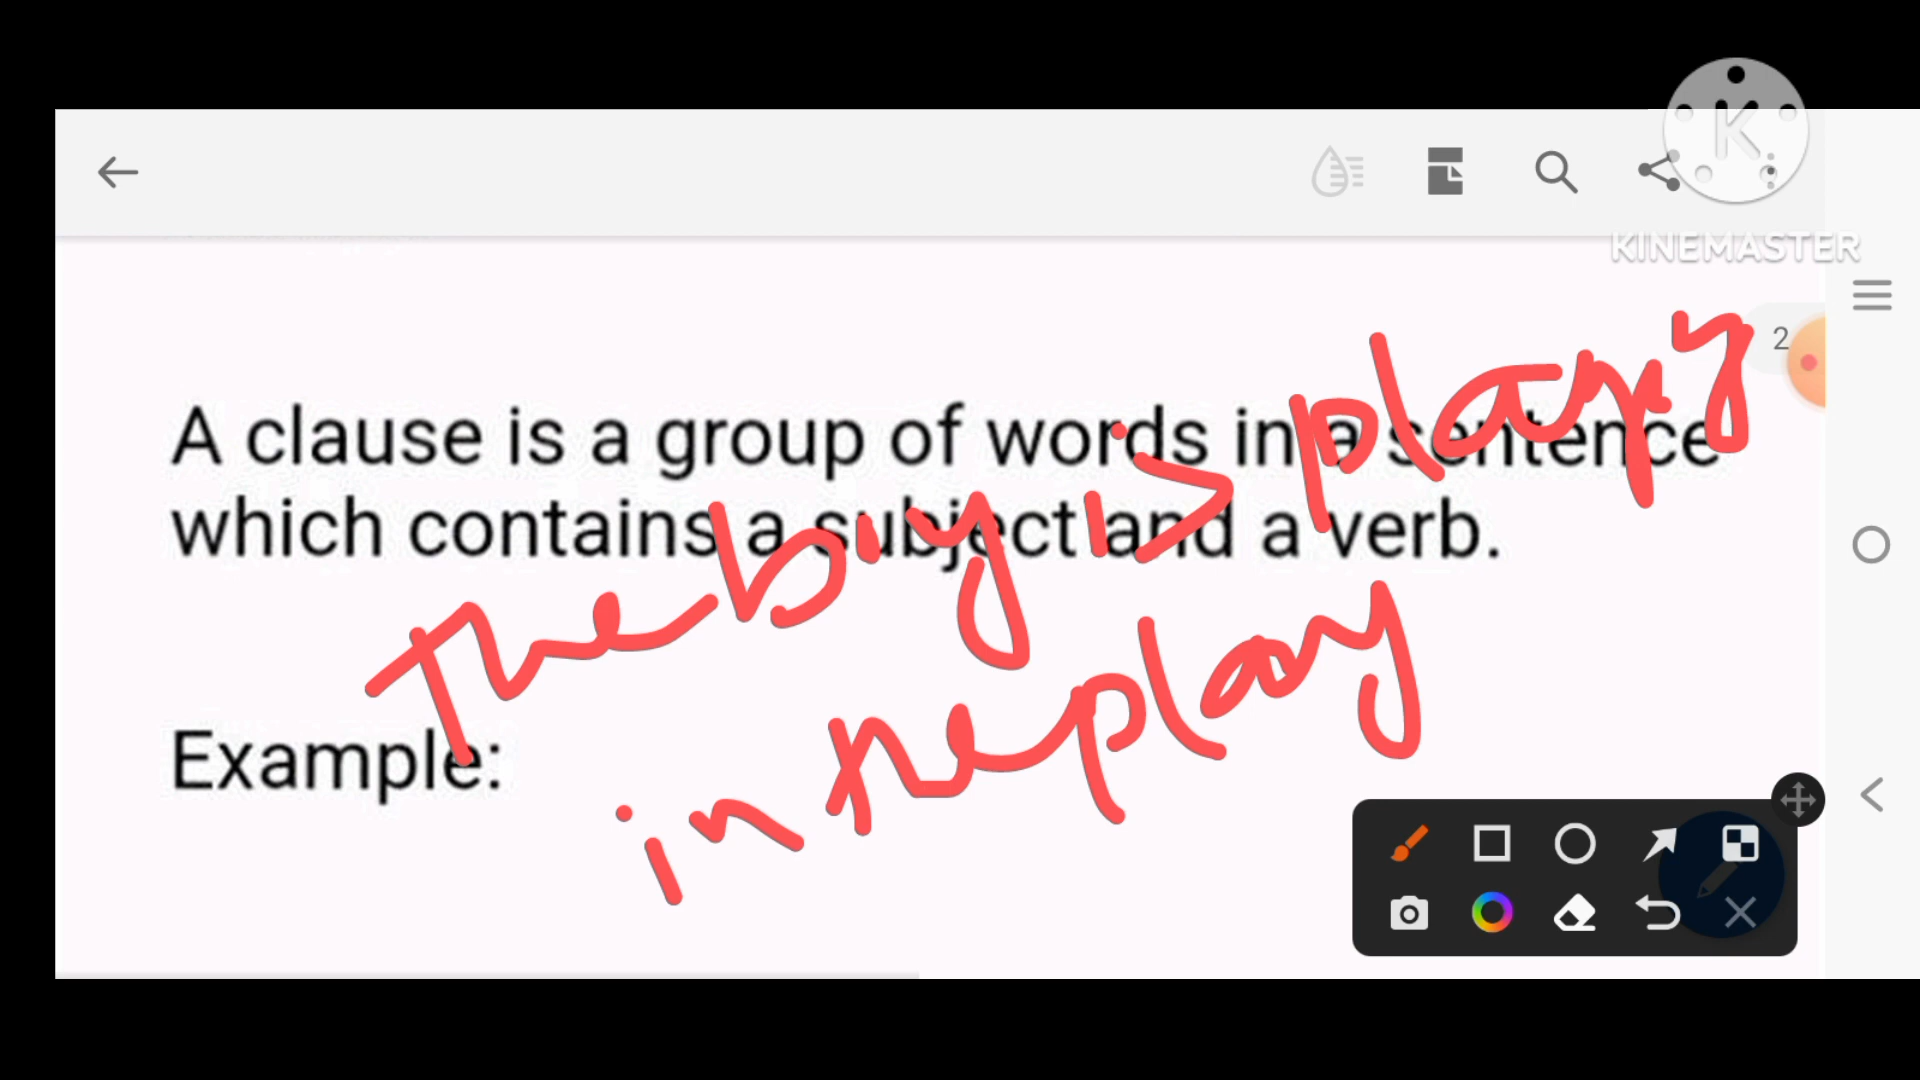 KINEMASTER
2
A clause is a group of words in a sentence
which contains a subject and a verb.
Example:
The boy is playing
in the play